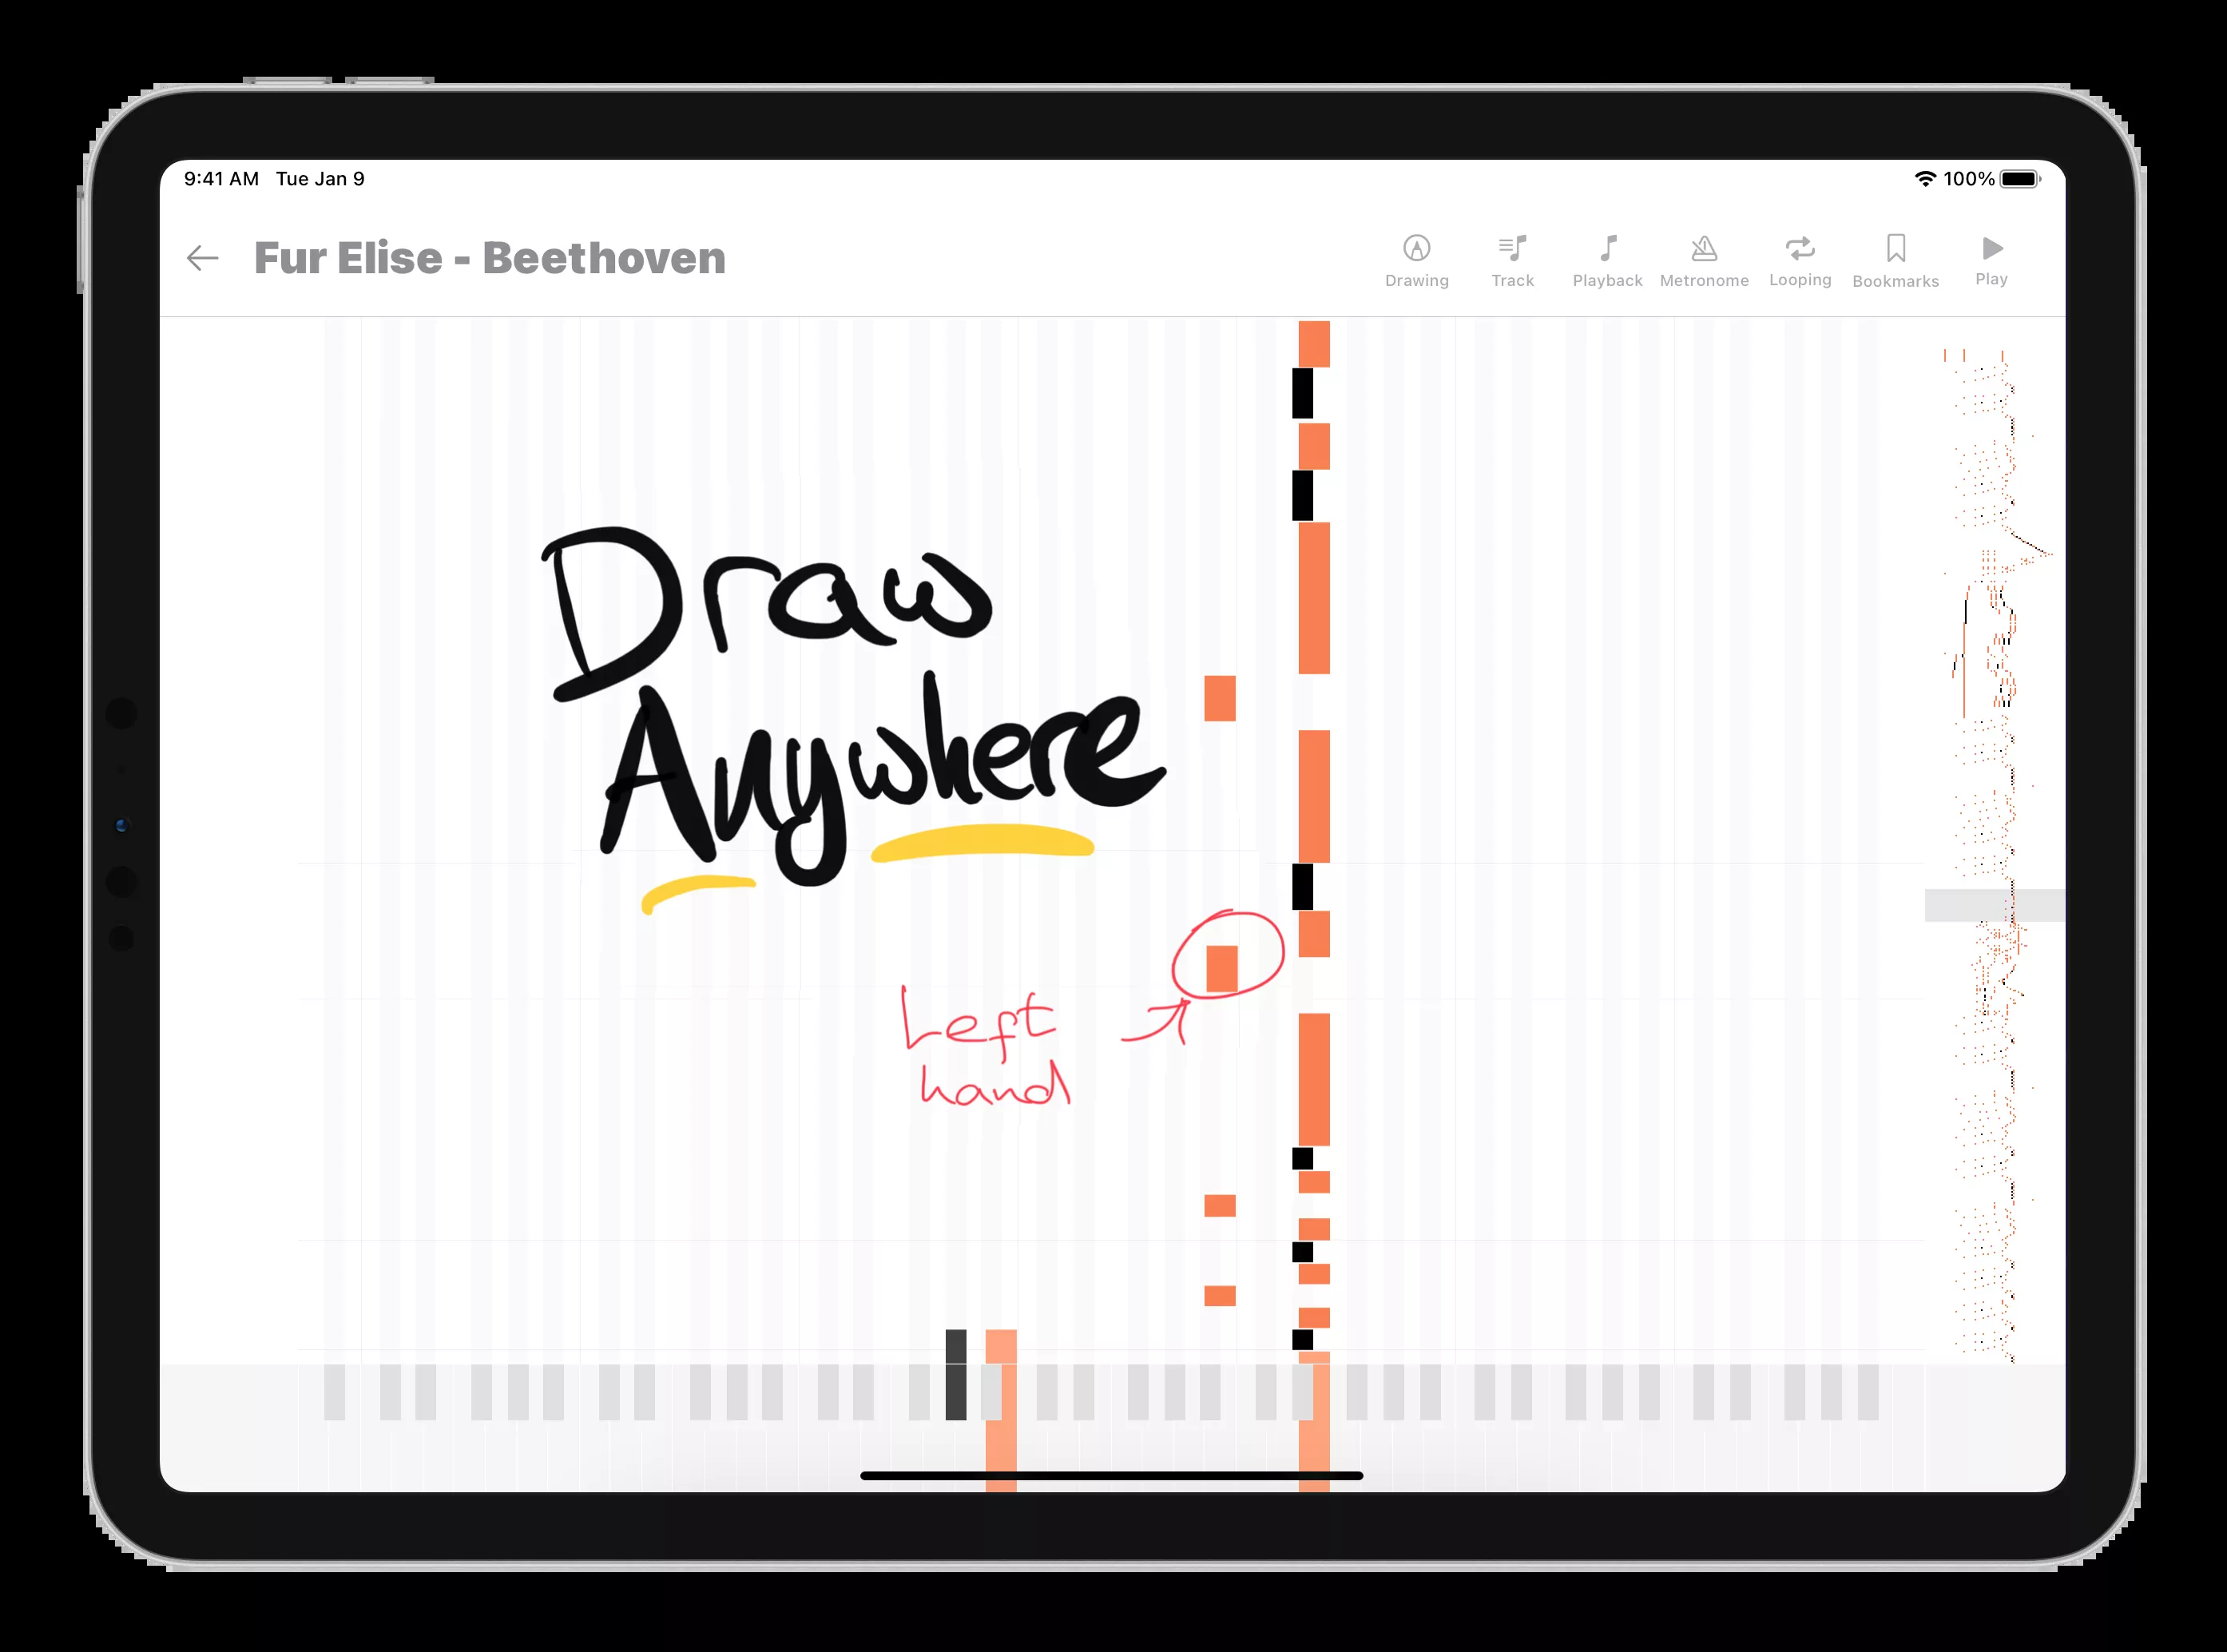 9:41 AM Tue Jan 9
100%
Fur Elise - Beethoven
Drawing Track Playback Metronome Looping Bookmarks Play
Draw
Anywhere
Left
hand